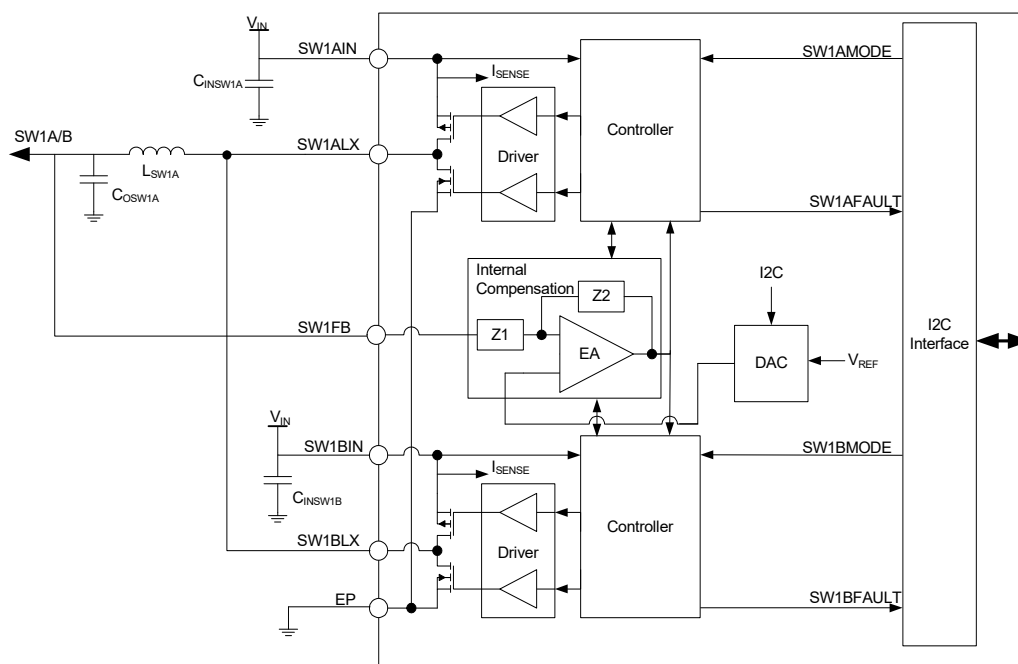 VIN
SW1AIN
CINSW1A
ISENSE
SW1AMODE
Controller
SW1A/B
LSW1A
COSW1A
SW1ALX
Driver
SW1AFAULT
Internal
Compensation
Z2
I2C
SW1FB
Z1
EA
DAC
VREF
I2C
Interface
VIN
SW1BIN
CINSW1B
ISENSE
SW1BMODE
Controller
SW1BLX
Driver
EP
SW1BFAULT